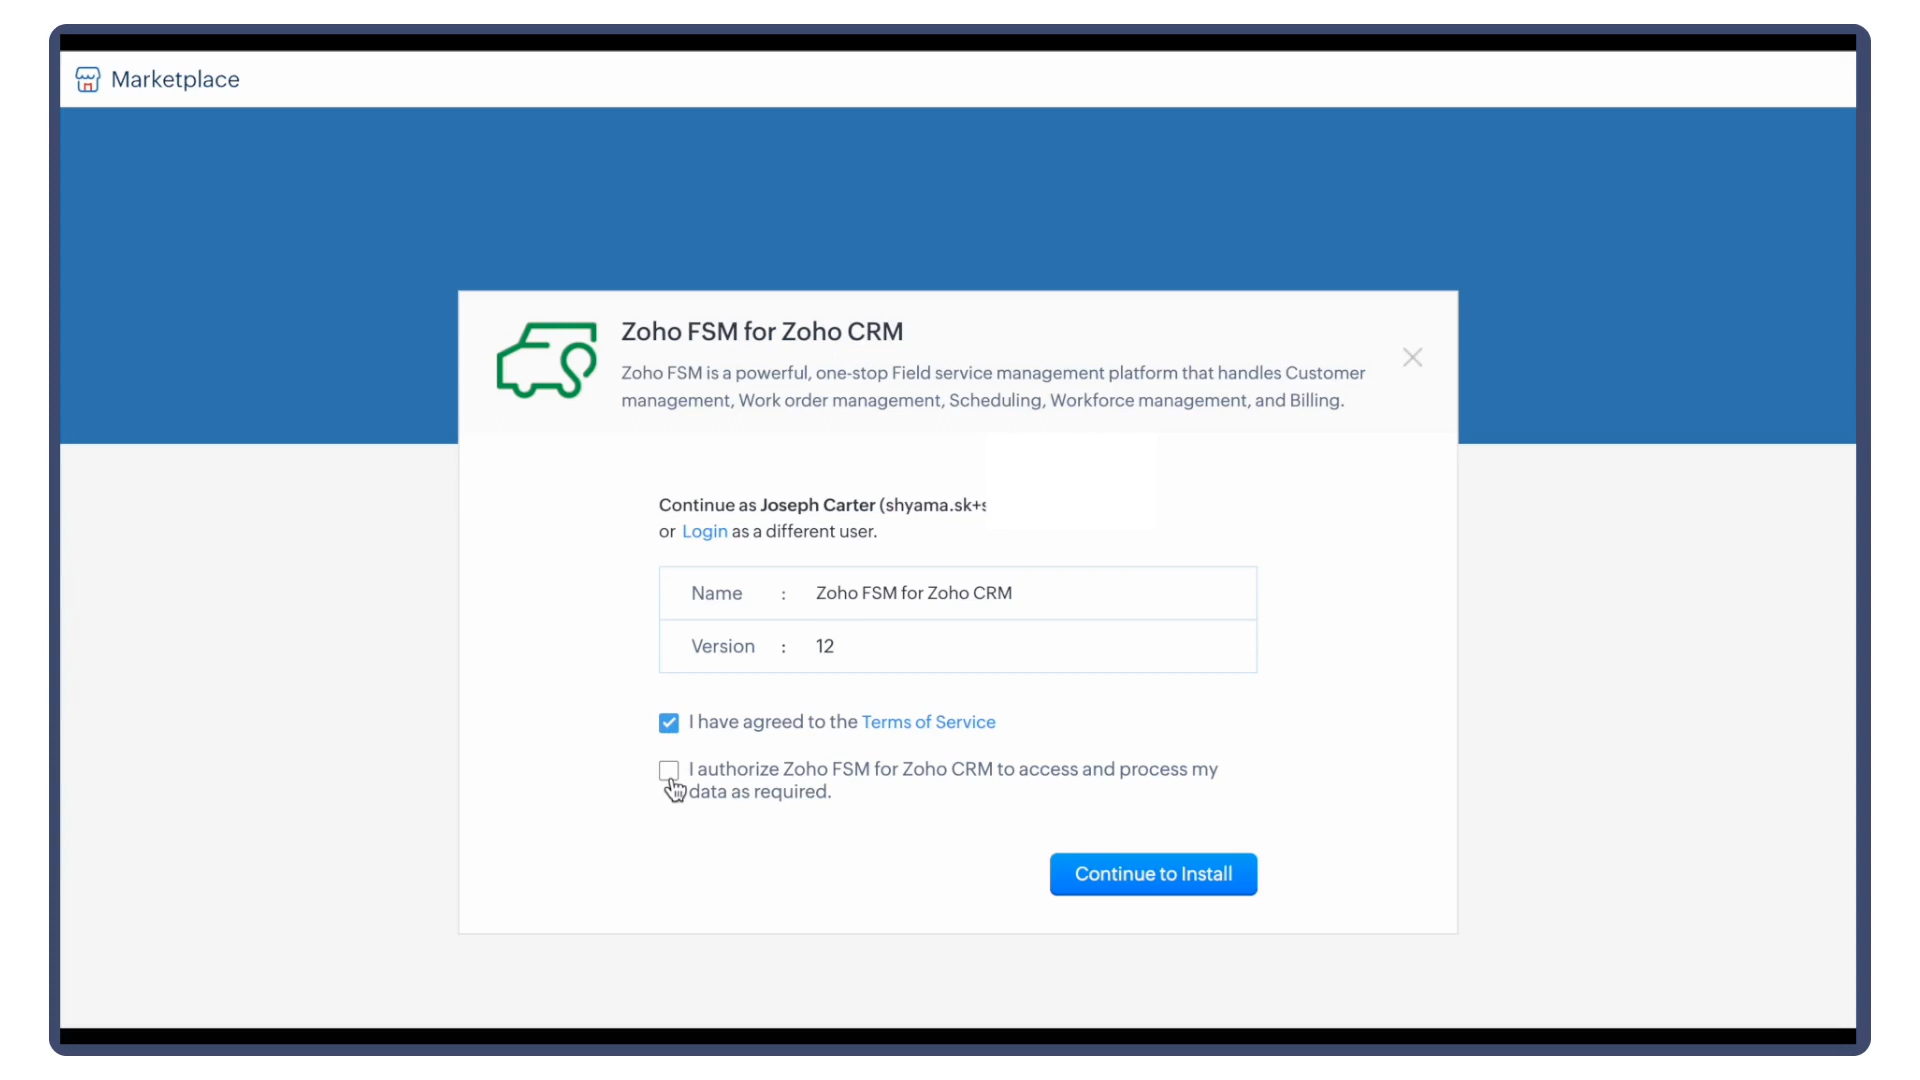 Marketplace
Zoho FSM for Zoho CRM
Zoho FSM is a powerful, one-stop Field service management platform that handles Customer
management, Work order management, Scheduling, Workforce management, and Billing.
Continue as Joseph Carter (shyama.sk+s
or Login as a different user.
Name : Zoho FSM for Zoho CRM
Version : 12
I have agreed to the Terms of Service
I authorize Zoho FSM for Zoho CRM to access and process my
data as required.
Continue to Install